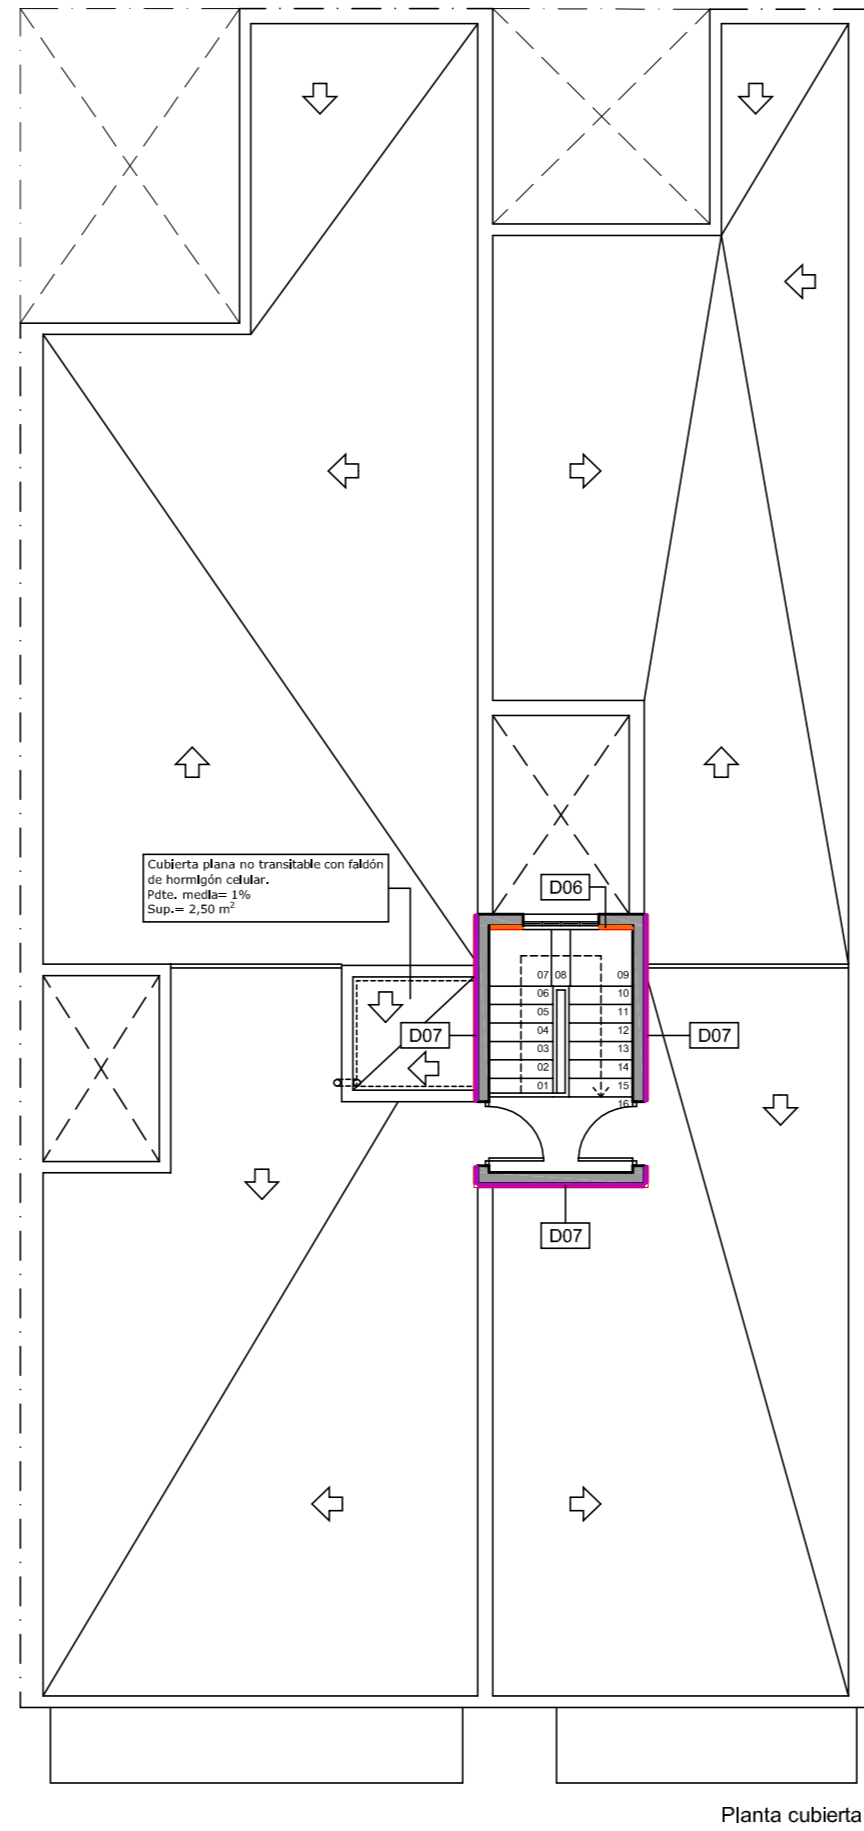 Cubierta plana no transitable con faldón
de hormigón celular.
Pdte. media= 1%
Sup.= 2,50 m²
D06
07 08 09
06 10
05 11
D07
04 12
D07
03 13
02 14
01 15
16
D07
Planta cubierta